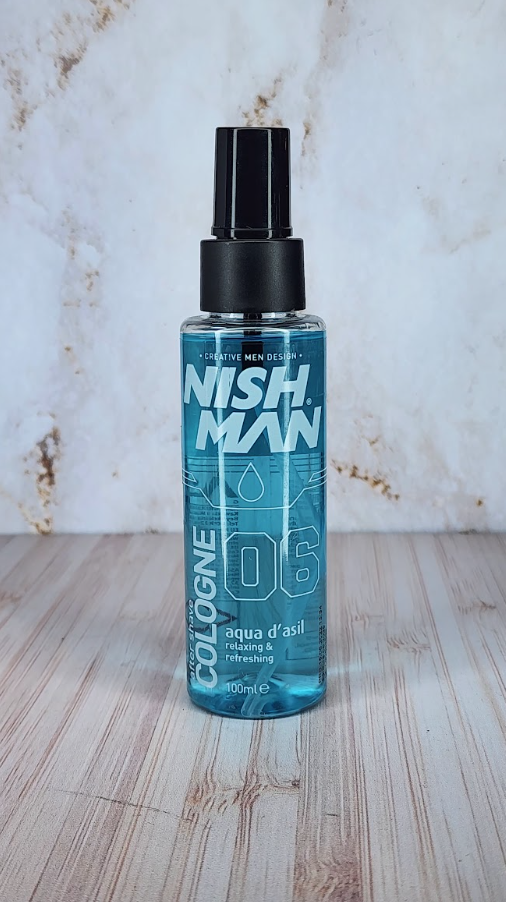 • CREATIVE MEN DESIGN •
NISH
MAN®
06
after shave
COLOGNE
aqua d'asil
relaxing &
refreshing
100ml ℮